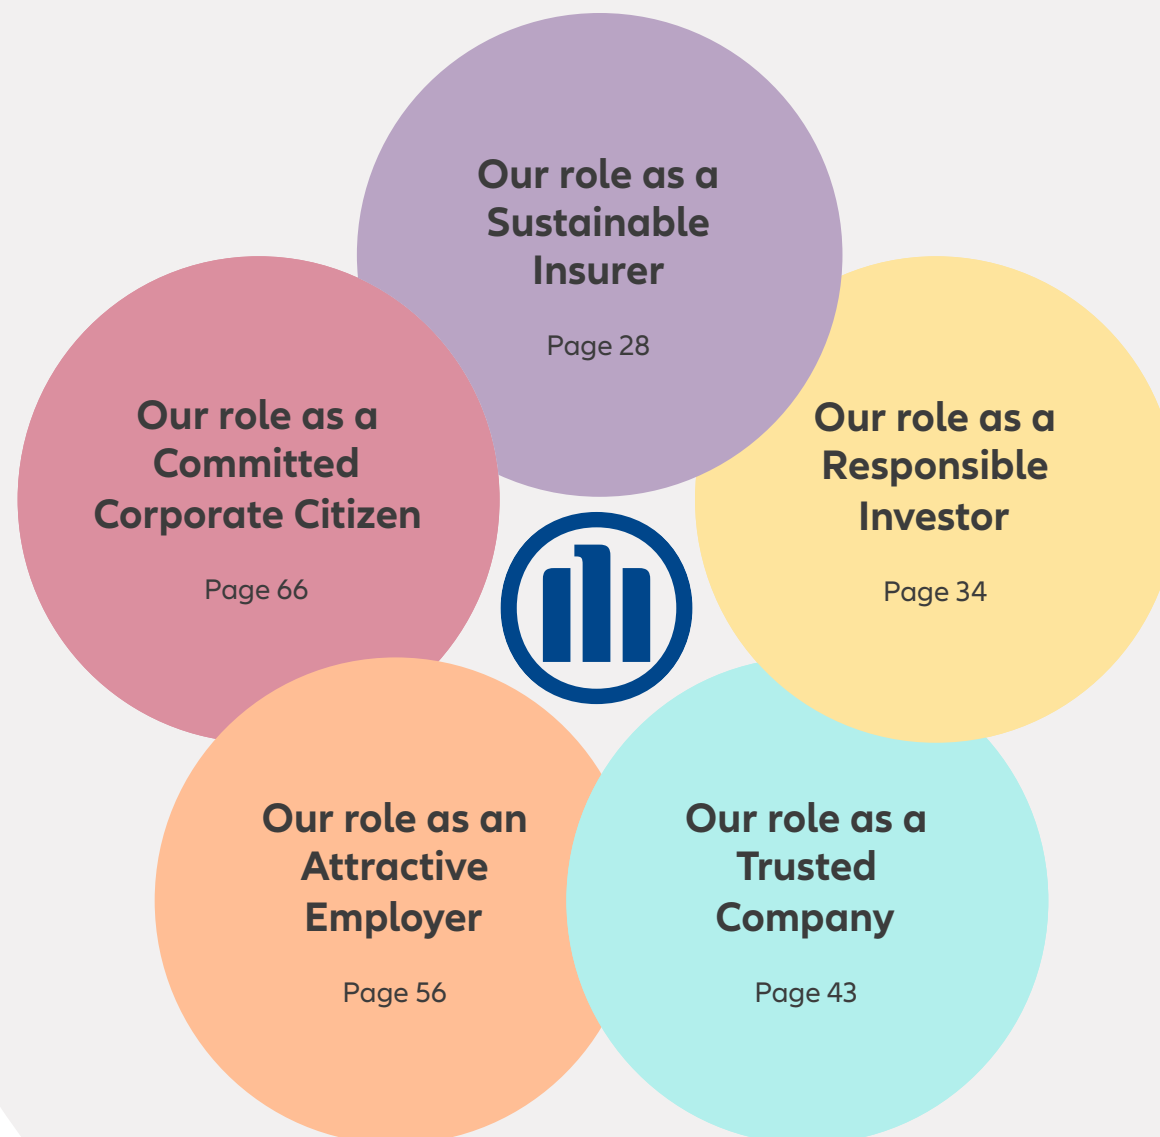 Our role as a
Sustainable
Insurer
Page 28
Our role as a
Committed
Corporate Citizen
Page 66
Our role as a
Responsible
Investor
Page 34
Our role as an
Attractive
Employer
Page 56
Our role as a
Trusted
Company
Page 43